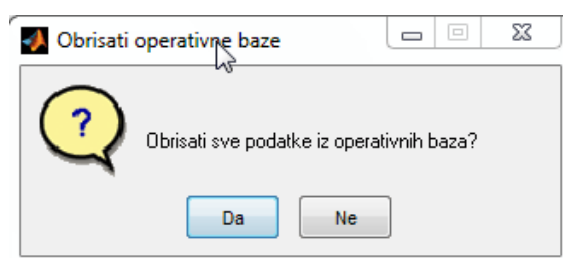 Obrisati operativne baze
?
Obrisati sve podatke iz operativnih baza?
Da
Ne